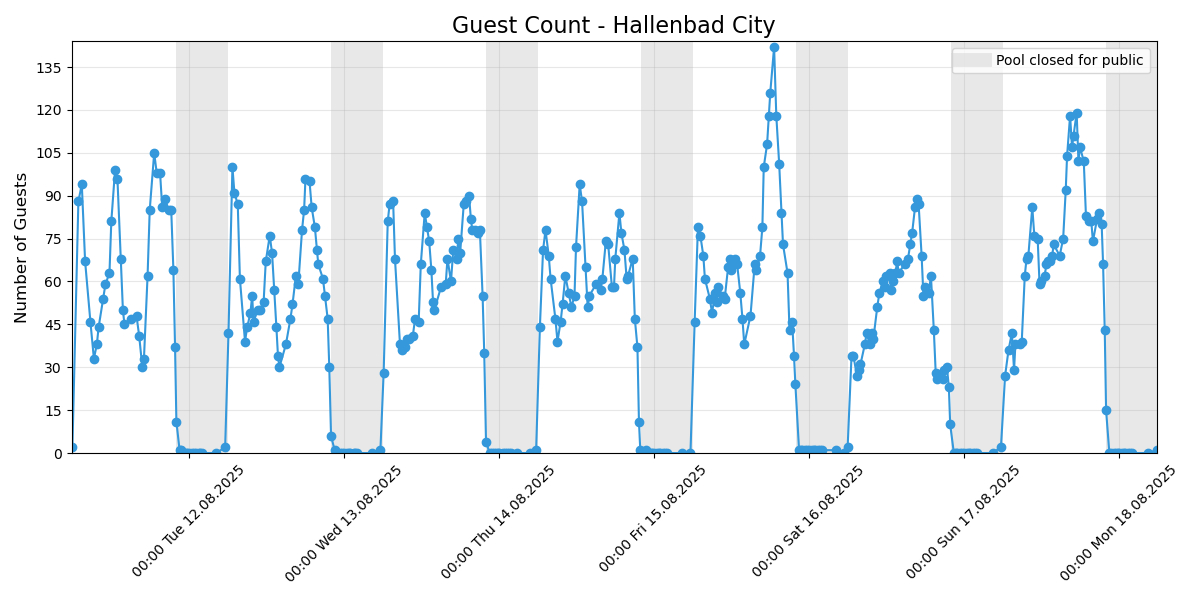 Guest Count - Hallenbad City
Pool closed for public
Number of Guests
135
120
105
90
75
60
45
30
15
0
00:00 Tue 12.08.2025
00:00 Wed 13.08.2025
00:00 Thu 14.08.2025
00:00 Fri 15.08.2025
00:00 Sat 16.08.2025
00:00 Sun 17.08.2025
00:00 Mon 18.08.2025